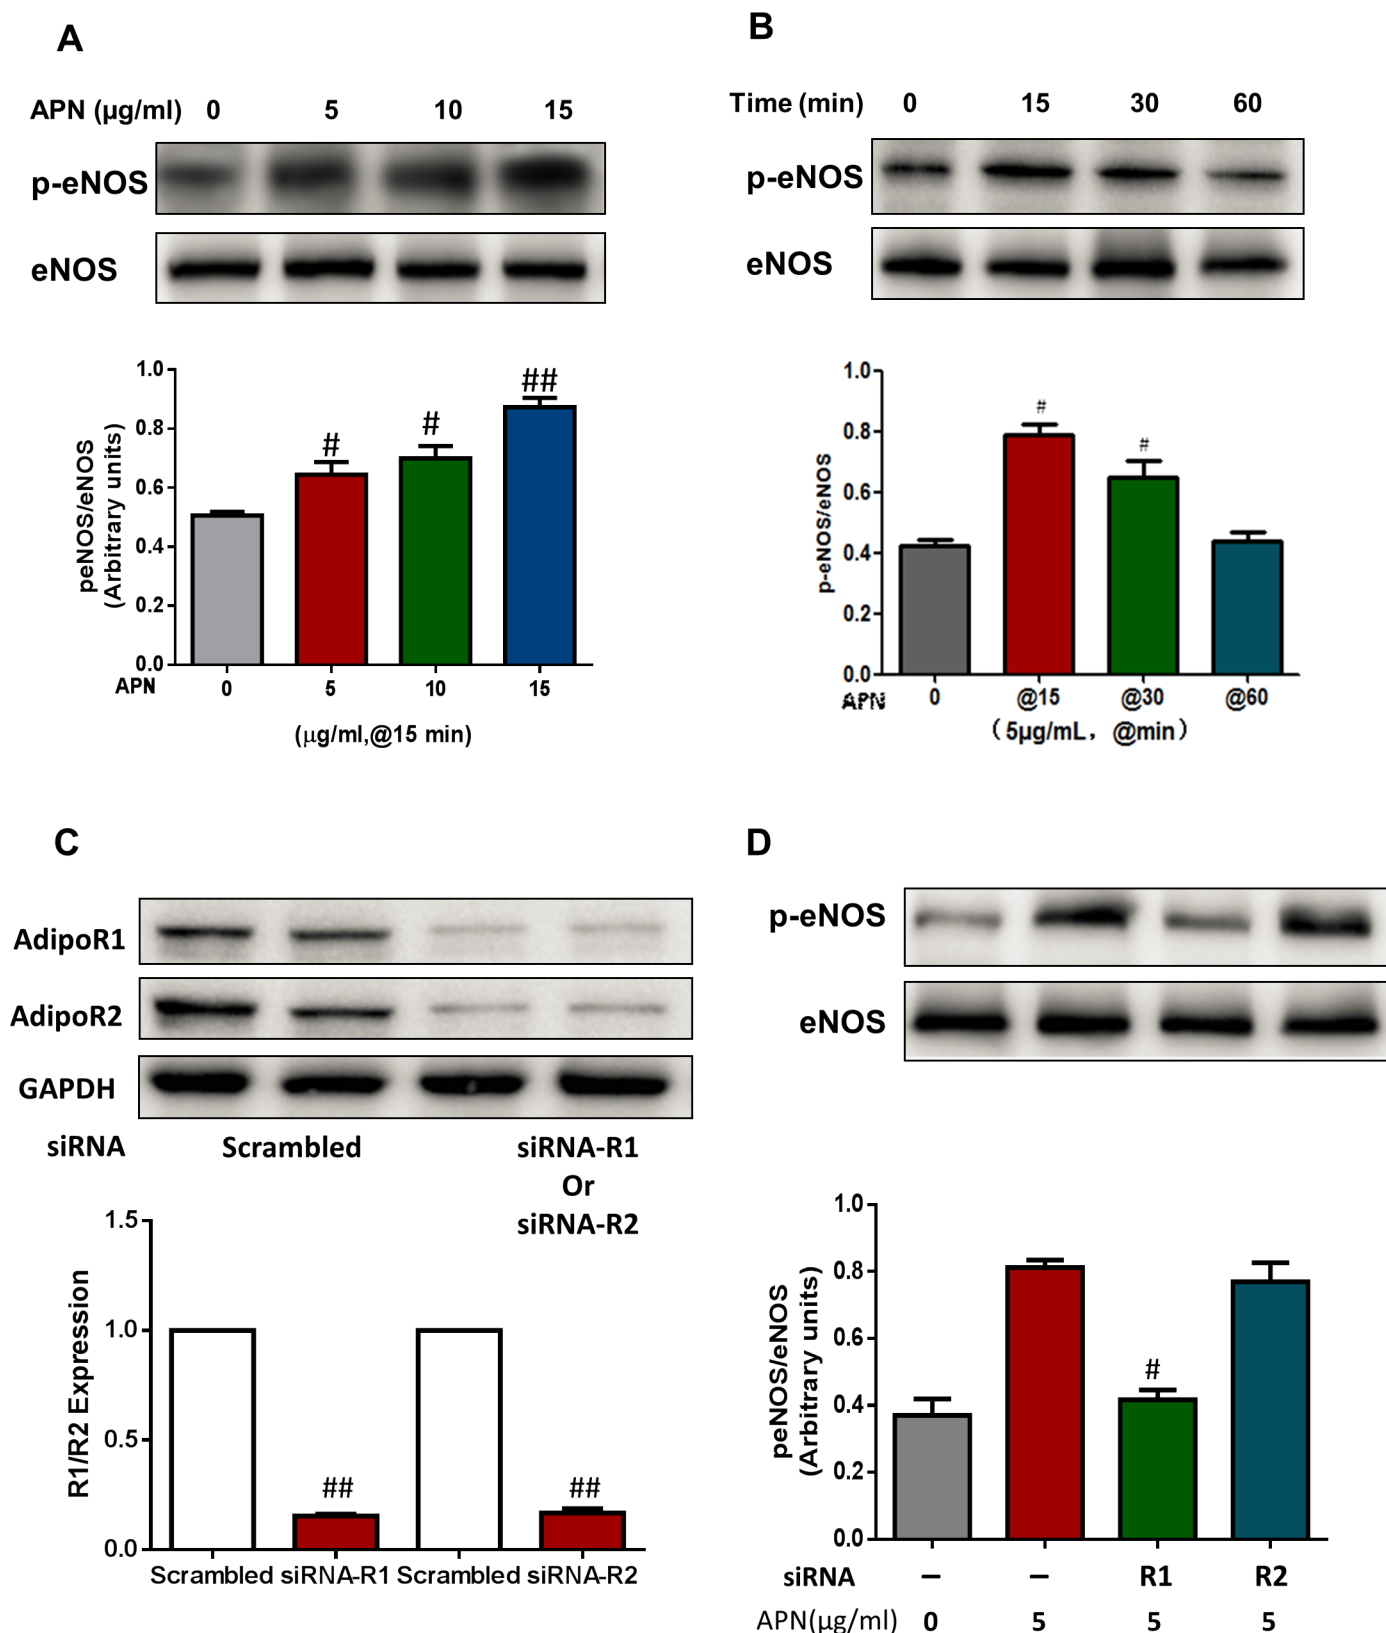 A
APN (µg/ml) 0 5 10 15
p-eNOS
eNOS
1.0
0.8
0.6
0.4
0.2
0.0
peNOS/eNOS
(Arbitrary units)
# # ##
APN 0 5 10 15
(µg/ml,@15 min)
B
Time (min) 0 15 30 60
p-eNOS
eNOS
1.0
0.8
0.6
0.4
0.2
0.0
p-eNOS/eNOS
# #
APN 0 @15 @30 @60
(5µg/mL, @min)
C
AdipoR1
AdipoR2
GAPDH
siRNA Scrambled siRNA-R1
Or
siRNA-R2
1.5
1.0
0.5
0.0
R1/R2 Expression
## ##
Scrambled siRNA-R1 Scrambled siRNA-R2
D
p-eNOS
eNOS
1.0
0.8
0.6
0.4
0.2
0.0
peNOS/eNOS
(Arbitrary units)
#
siRNA – – R1 R2
APN(µg/ml) 0 5 5 5